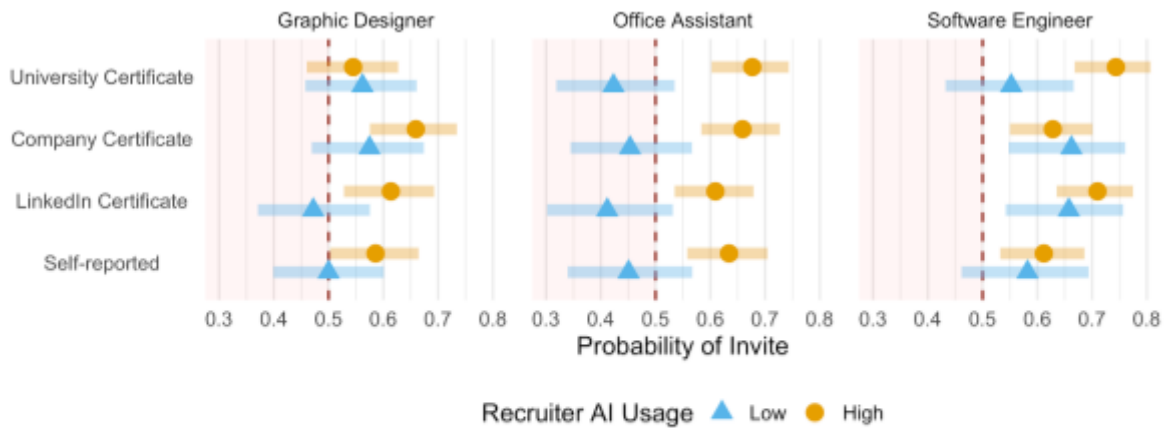 Graphic Designer Office Assistant Software Engineer
University Certificate
Company Certificate
LinkedIn Certificate
Self-reported
0.3 0.4 0.5 0.6 0.7 0.8 0.3 0.4 0.5 0.6 0.7 0.8 0.3 0.4 0.5 0.6 0.7 0.8
Probability of Invite
Recruiter AI Usage Low High